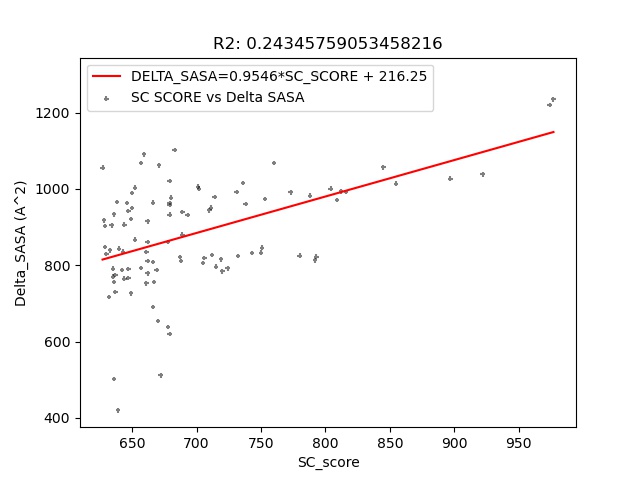 R2: 0.24345759053458216
DELTA_SASA=0.9546*SC_SCORE + 216.25
SC SCORE vs Delta SASA
1200
1000
800
600
400
Delta_SASA (A^2)
650 700 750 800 850 900 950
SC_score